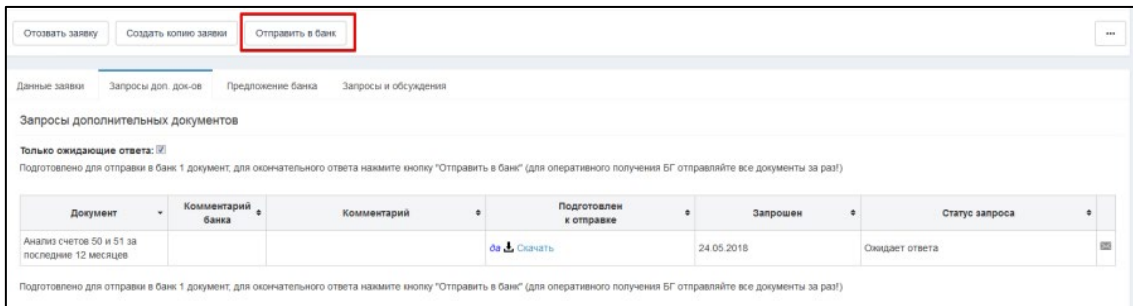 Отозвать заявку Создать копию заявки Отправить в банк ...
Данные заявки Запросы доп. док-ов Предложение банка Запросы и обсуждения
Запросы дополнительных документов
Только ожидающие ответа:
Подготовлено для отправки в банк 1 документ, для окончательного ответа нажмите кнопку "Отправить в банк" (для оперативного получения БГ отправляйте все документы за раз!)
Документ Комментарий банка Комментарий Подготовлен к отправке Запрошен Статус запроса
Анализ счетов 50 и 51 за последние 12 месяцев да Скачать 24.05.2018 Ожидает ответа
Подготовлено для отправки в банк 1 документ, для окончательного ответа нажмите кнопку "Отправить в банк" (для оперативного получения БГ отправляйте все документы за раз!)